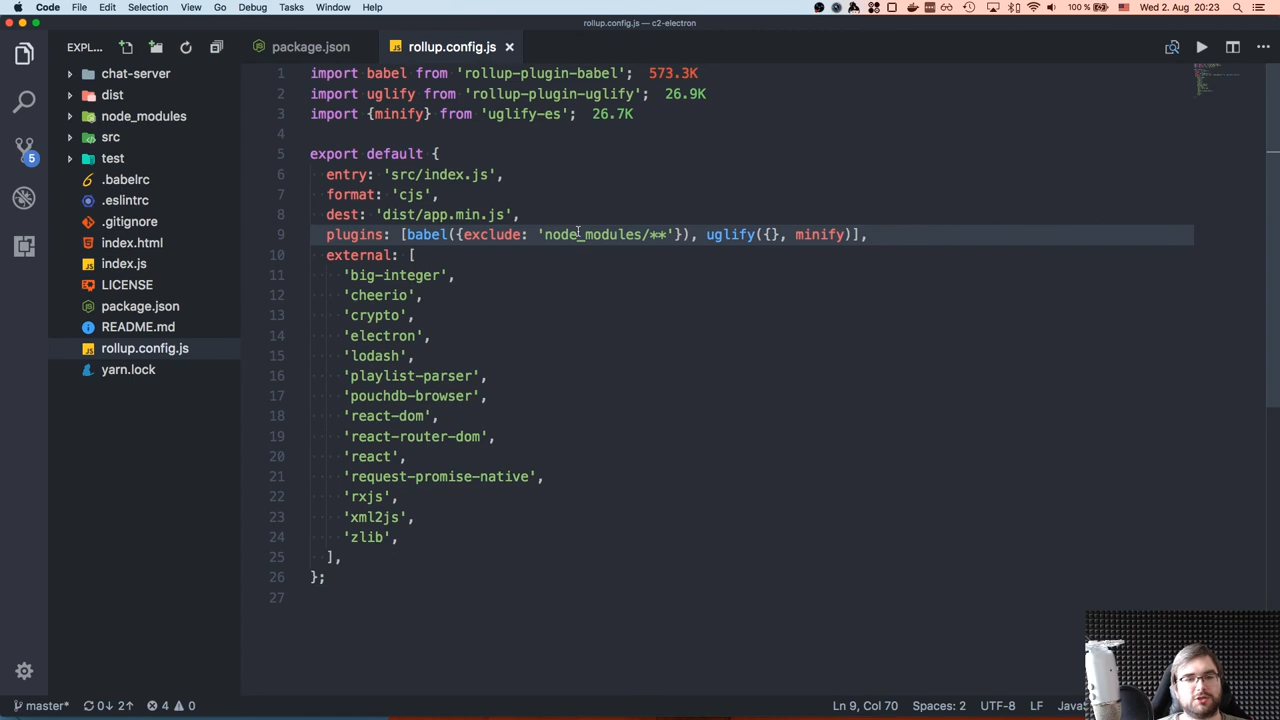 Code File Edit Selection View Go Debug Tasks Window Help 100 % Wed 2. Aug 20:23
rollup.config.js — c2-electron
EXPL...
package.json
rollup.config.js
chat-server
dist
node_modules
src
test
.babelrc
.eslintrc
.gitignore
index.html
index.js
LICENSE
package.json
README.md
rollup.config.js
yarn.lock
5
1 import babel from 'rollup-plugin-babel'; 573.3K
2 import uglify from 'rollup-plugin-uglify'; 26.9K
3 import {minify} from 'uglify-es'; 26.7K
4
5 export default {
6 entry: 'src/index.js',
7 format: 'cjs',
8 dest: 'dist/app.min.js',
9 plugins: [babel({exclude: 'node_modules/**'}), uglify({}, minify)],
10 external: [
11 'big-integer',
12 'cheerio',
13 'crypto',
14 'electron',
15 'lodash',
16 'playlist-parser',
17 'pouchdb-browser',
18 'react-dom',
19 'react-router-dom',
20 'react',
21 'request-promise-native',
22 'rxjs',
23 'xml2js',
24 'zlib',
25 ],
26 };
27
master* 0↓ 2↑ 4 0 Ln 9, Col 70 Spaces: 2 UTF-8 LF